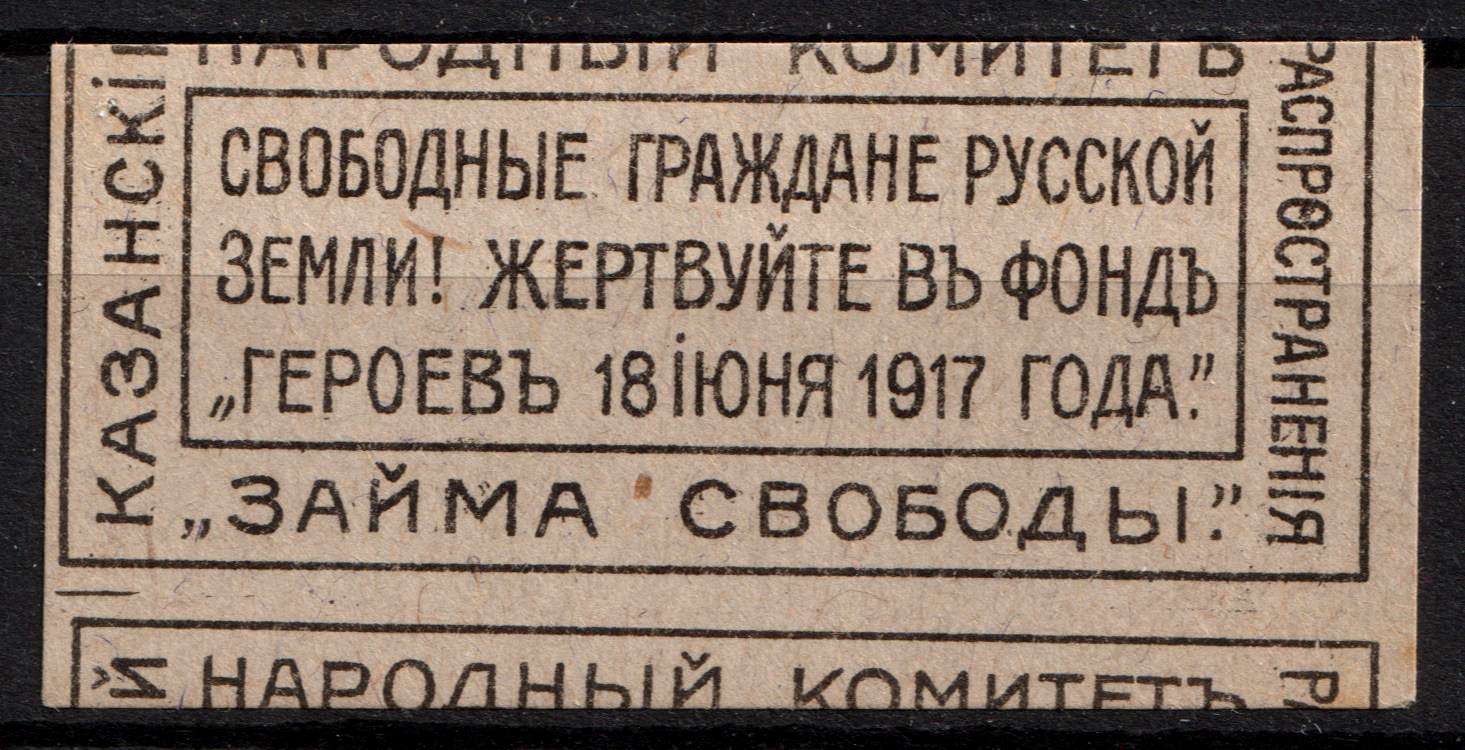 НАРОДНЫЙ КОМИТЕТЪ
КАЗАНСКІЙ
СВОБОДНЫЕ ГРАЖДАНЕ РУССКОЙ
ЗЕМЛИ! ЖЕРТВУЙТЕ ВЪ ФОНДЪ
„ГЕРОЕВЪ 18 ІЮНЯ 1917 ГОДА.”
РАСПРОСТРАНЕНІЯ
„ЗАЙМА СВОБОДЫ.”
Й НАРОДНЫЙ КОМИТЕТЪ РА